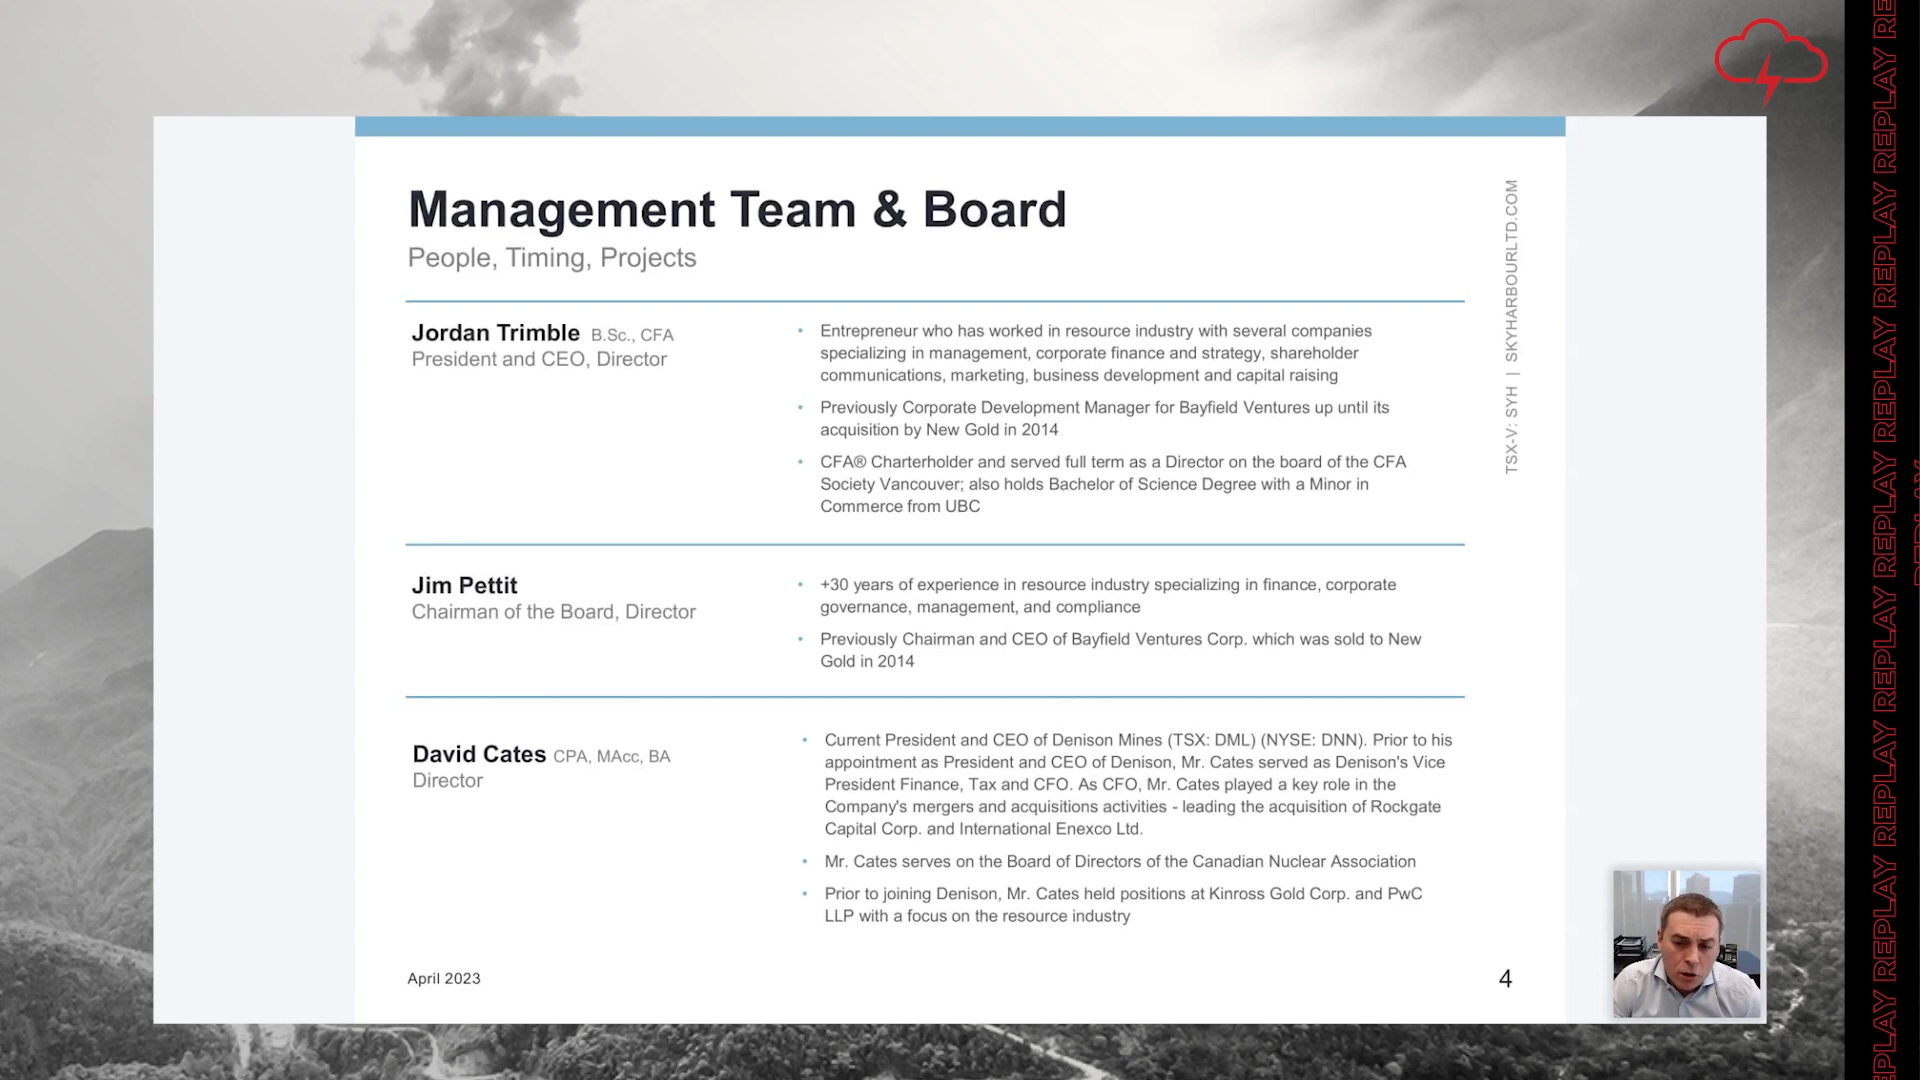 Management Team & Board
People, Timing, Projects
Jordan Trimble B.Sc., CFA
President and CEO, Director
• Entrepreneur who has worked in resource industry with several companies
specializing in management, corporate finance and strategy, shareholder
communications, marketing, business development and capital raising
• Previously Corporate Development Manager for Bayfield Ventures up until its
acquisition by New Gold in 2014
• CFA® Charterholder and served full term as a Director on the board of the CFA
Society Vancouver; also holds Bachelor of Science Degree with a Minor in
Commerce from UBC
Jim Pettit
Chairman of the Board, Director
• +30 years of experience in resource industry specializing in finance, corporate
governance, management, and compliance
• Previously Chairman and CEO of Bayfield Ventures Corp. which was sold to New
Gold in 2014
David Cates CPA, MAcc, BA
Director
• Current President and CEO of Denison Mines (TSX: DML) (NYSE: DNN). Prior to his
appointment as President and CEO of Denison, Mr. Cates served as Denison's Vice
President Finance, Tax and CFO. As CFO, Mr. Cates played a key role in the
Company's mergers and acquisitions activities - leading the acquisition of Rockgate
Capital Corp. and International Enexco Ltd.
• Mr. Cates serves on the Board of Directors of the Canadian Nuclear Association
• Prior to joining Denison, Mr. Cates held positions at Kinross Gold Corp. and PwC
LLP with a focus on the resource industry
April 2023
4
TSX-V: SYH | SKYHARBOURLTD.COM
PLAY REPLAY REPLAY REPLAY REPLAY REPLAY REPLAY REPLAY REPLAY REPLAY REPLAY RE